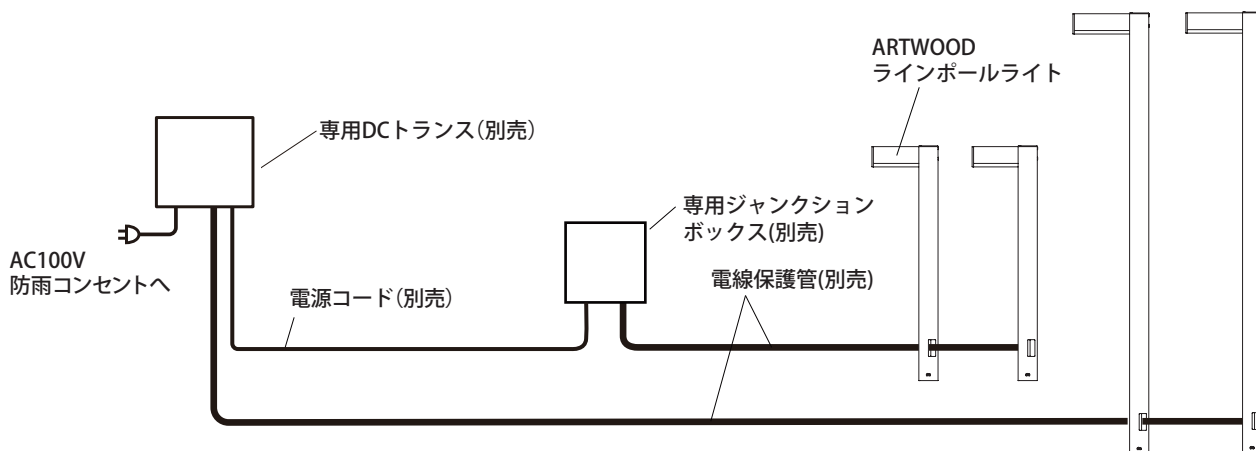 ARTWOOD
ラインポールライト
専用DCトランス（別売）
専用ジャンクション
ボックス(別売)
AC100V
防雨コンセントへ
電線保護管(別売)
電源コード（別売）